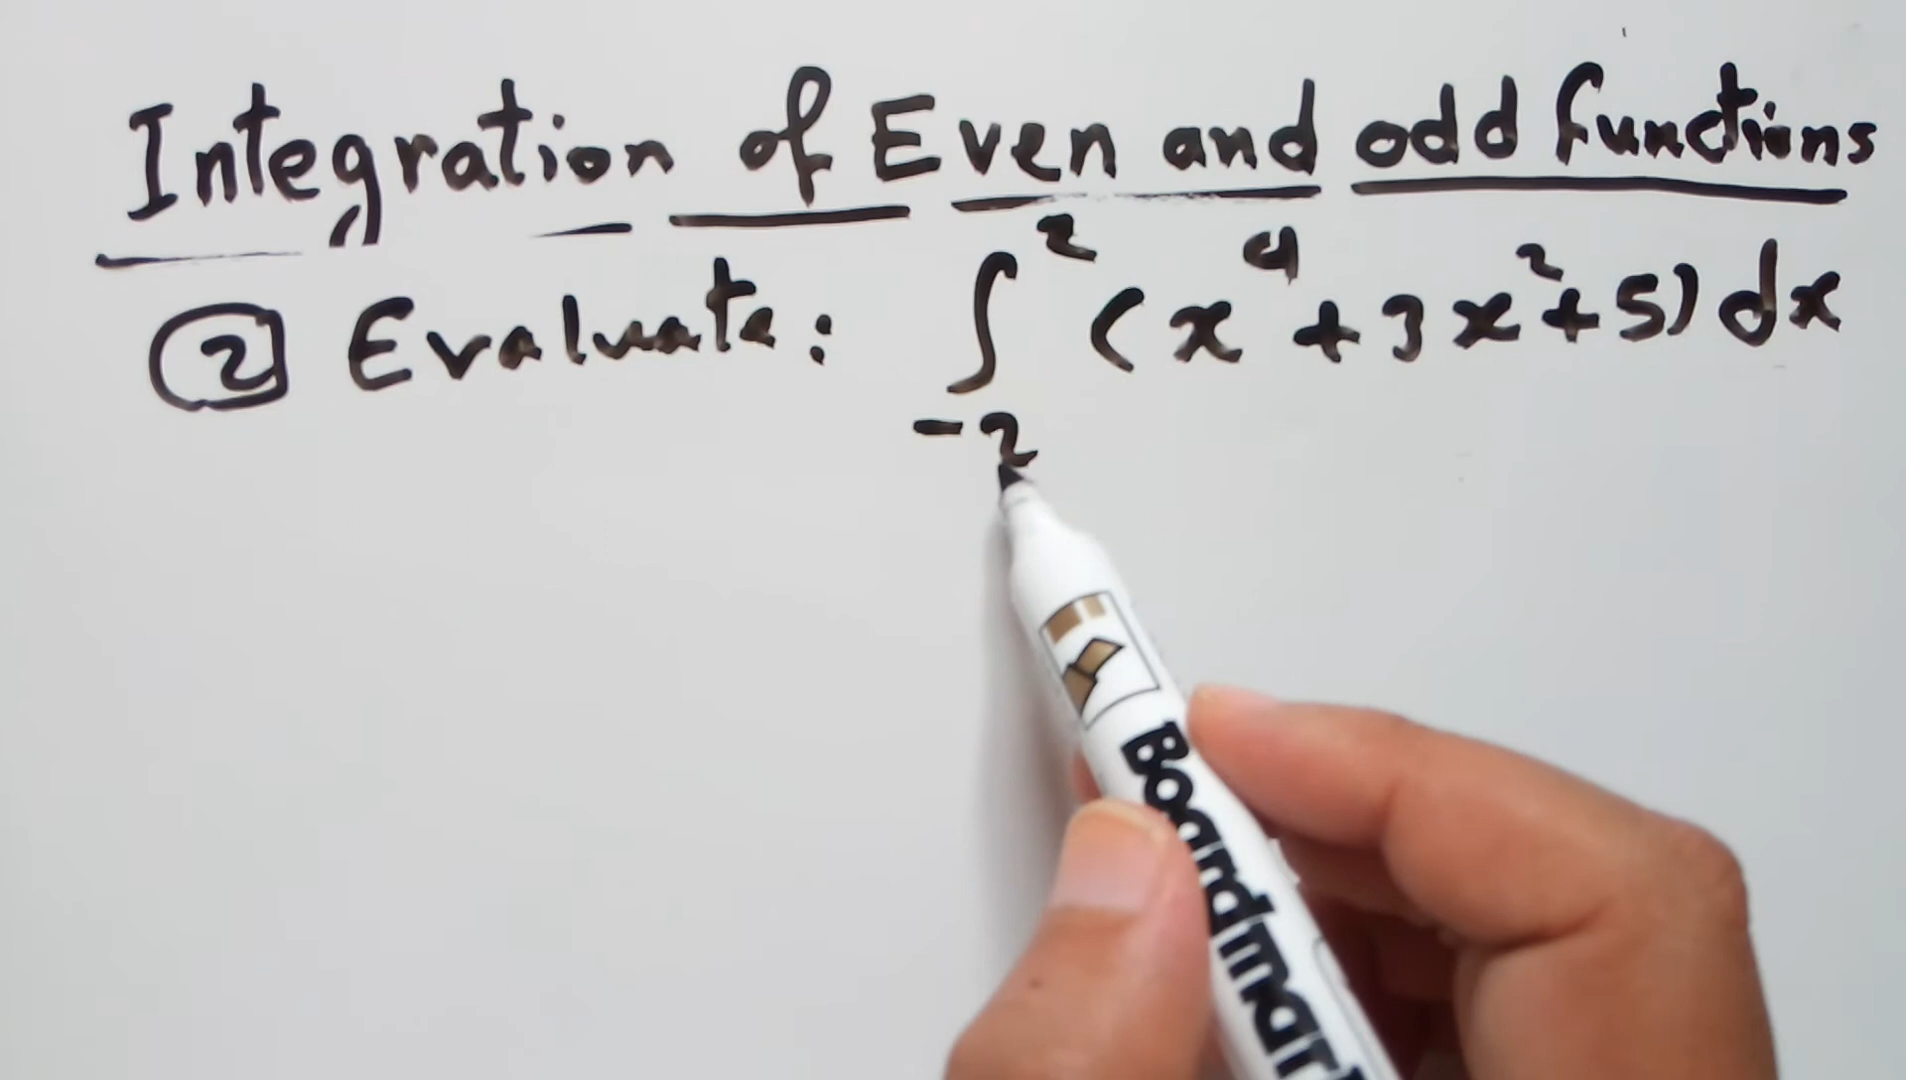 Integration of Even and odd functions
② Evaluate: ∫₋₂² (x⁴ + 3x² + 5) dx
Boardmar